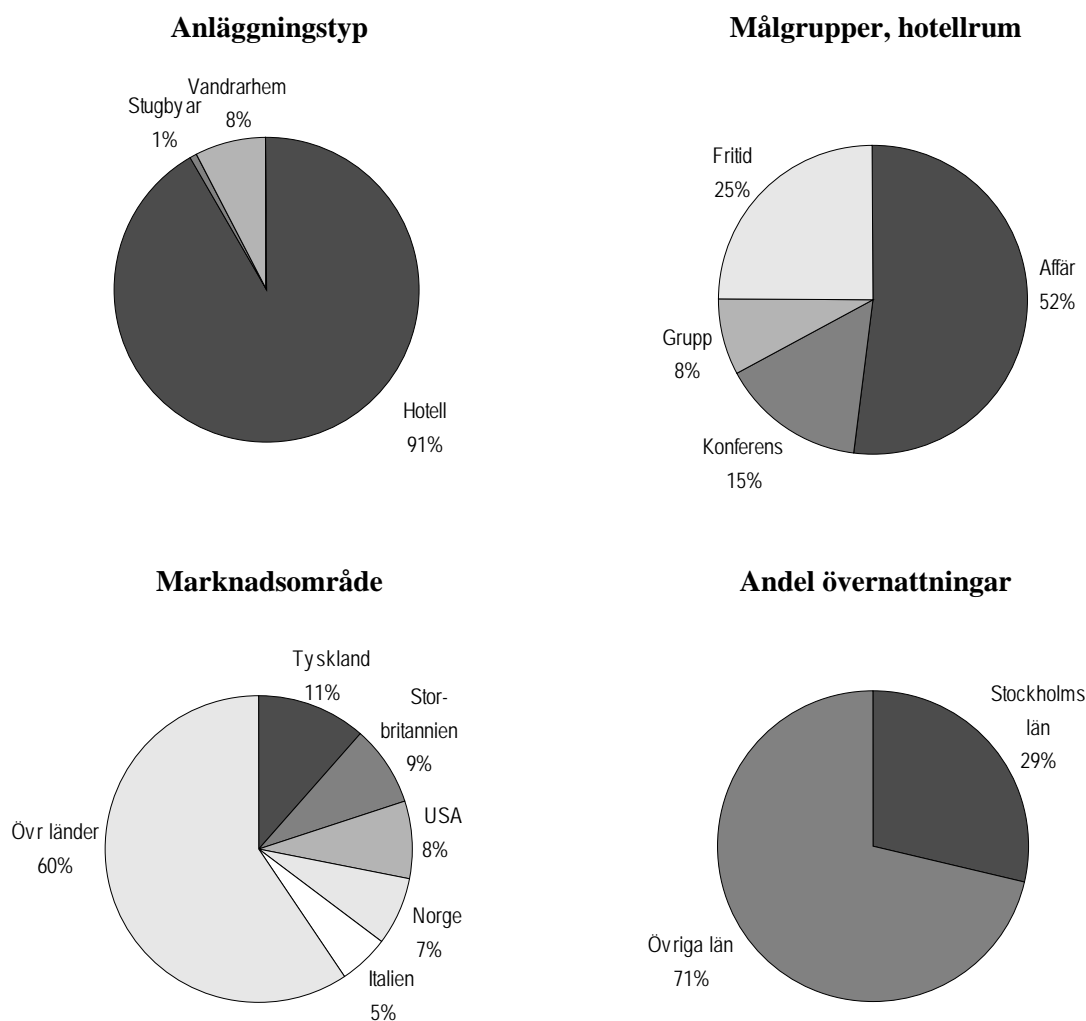 Anläggningstyp
Vandrarhem
8%
Stugbyar
1%
Hotell
91%
Målgrupper, hotellrum
Fritid
25%
Affär
52%
Grupp
8%
Konferens
15%
Marknadsområde
Tyskland
11%
Stor-
britannien
9%
USA
8%
Övr länder
60%
Norge
7%
Italien
5%
Andel övernattningar
Stockholms
län
29%
Övriga län
71%